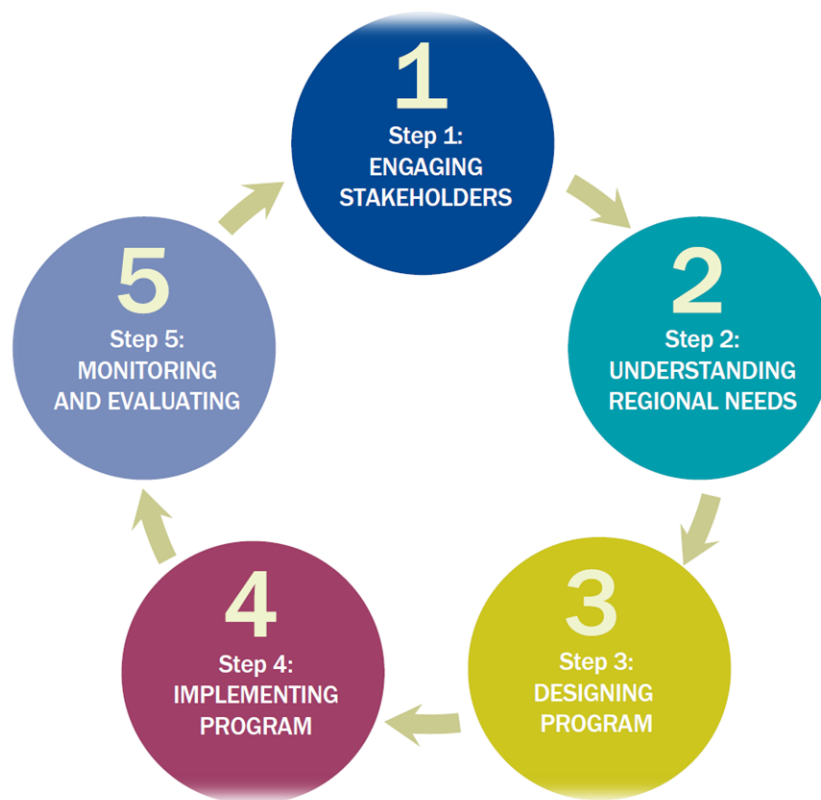 1
Step 1:
ENGAGING
STAKEHOLDERS
2
Step 2:
UNDERSTANDING
REGIONAL NEEDS
3
Step 3:
DESIGNING
PROGRAM
4
Step 4:
IMPLEMENTING
PROGRAM
5
Step 5:
MONITORING
AND EVALUATING